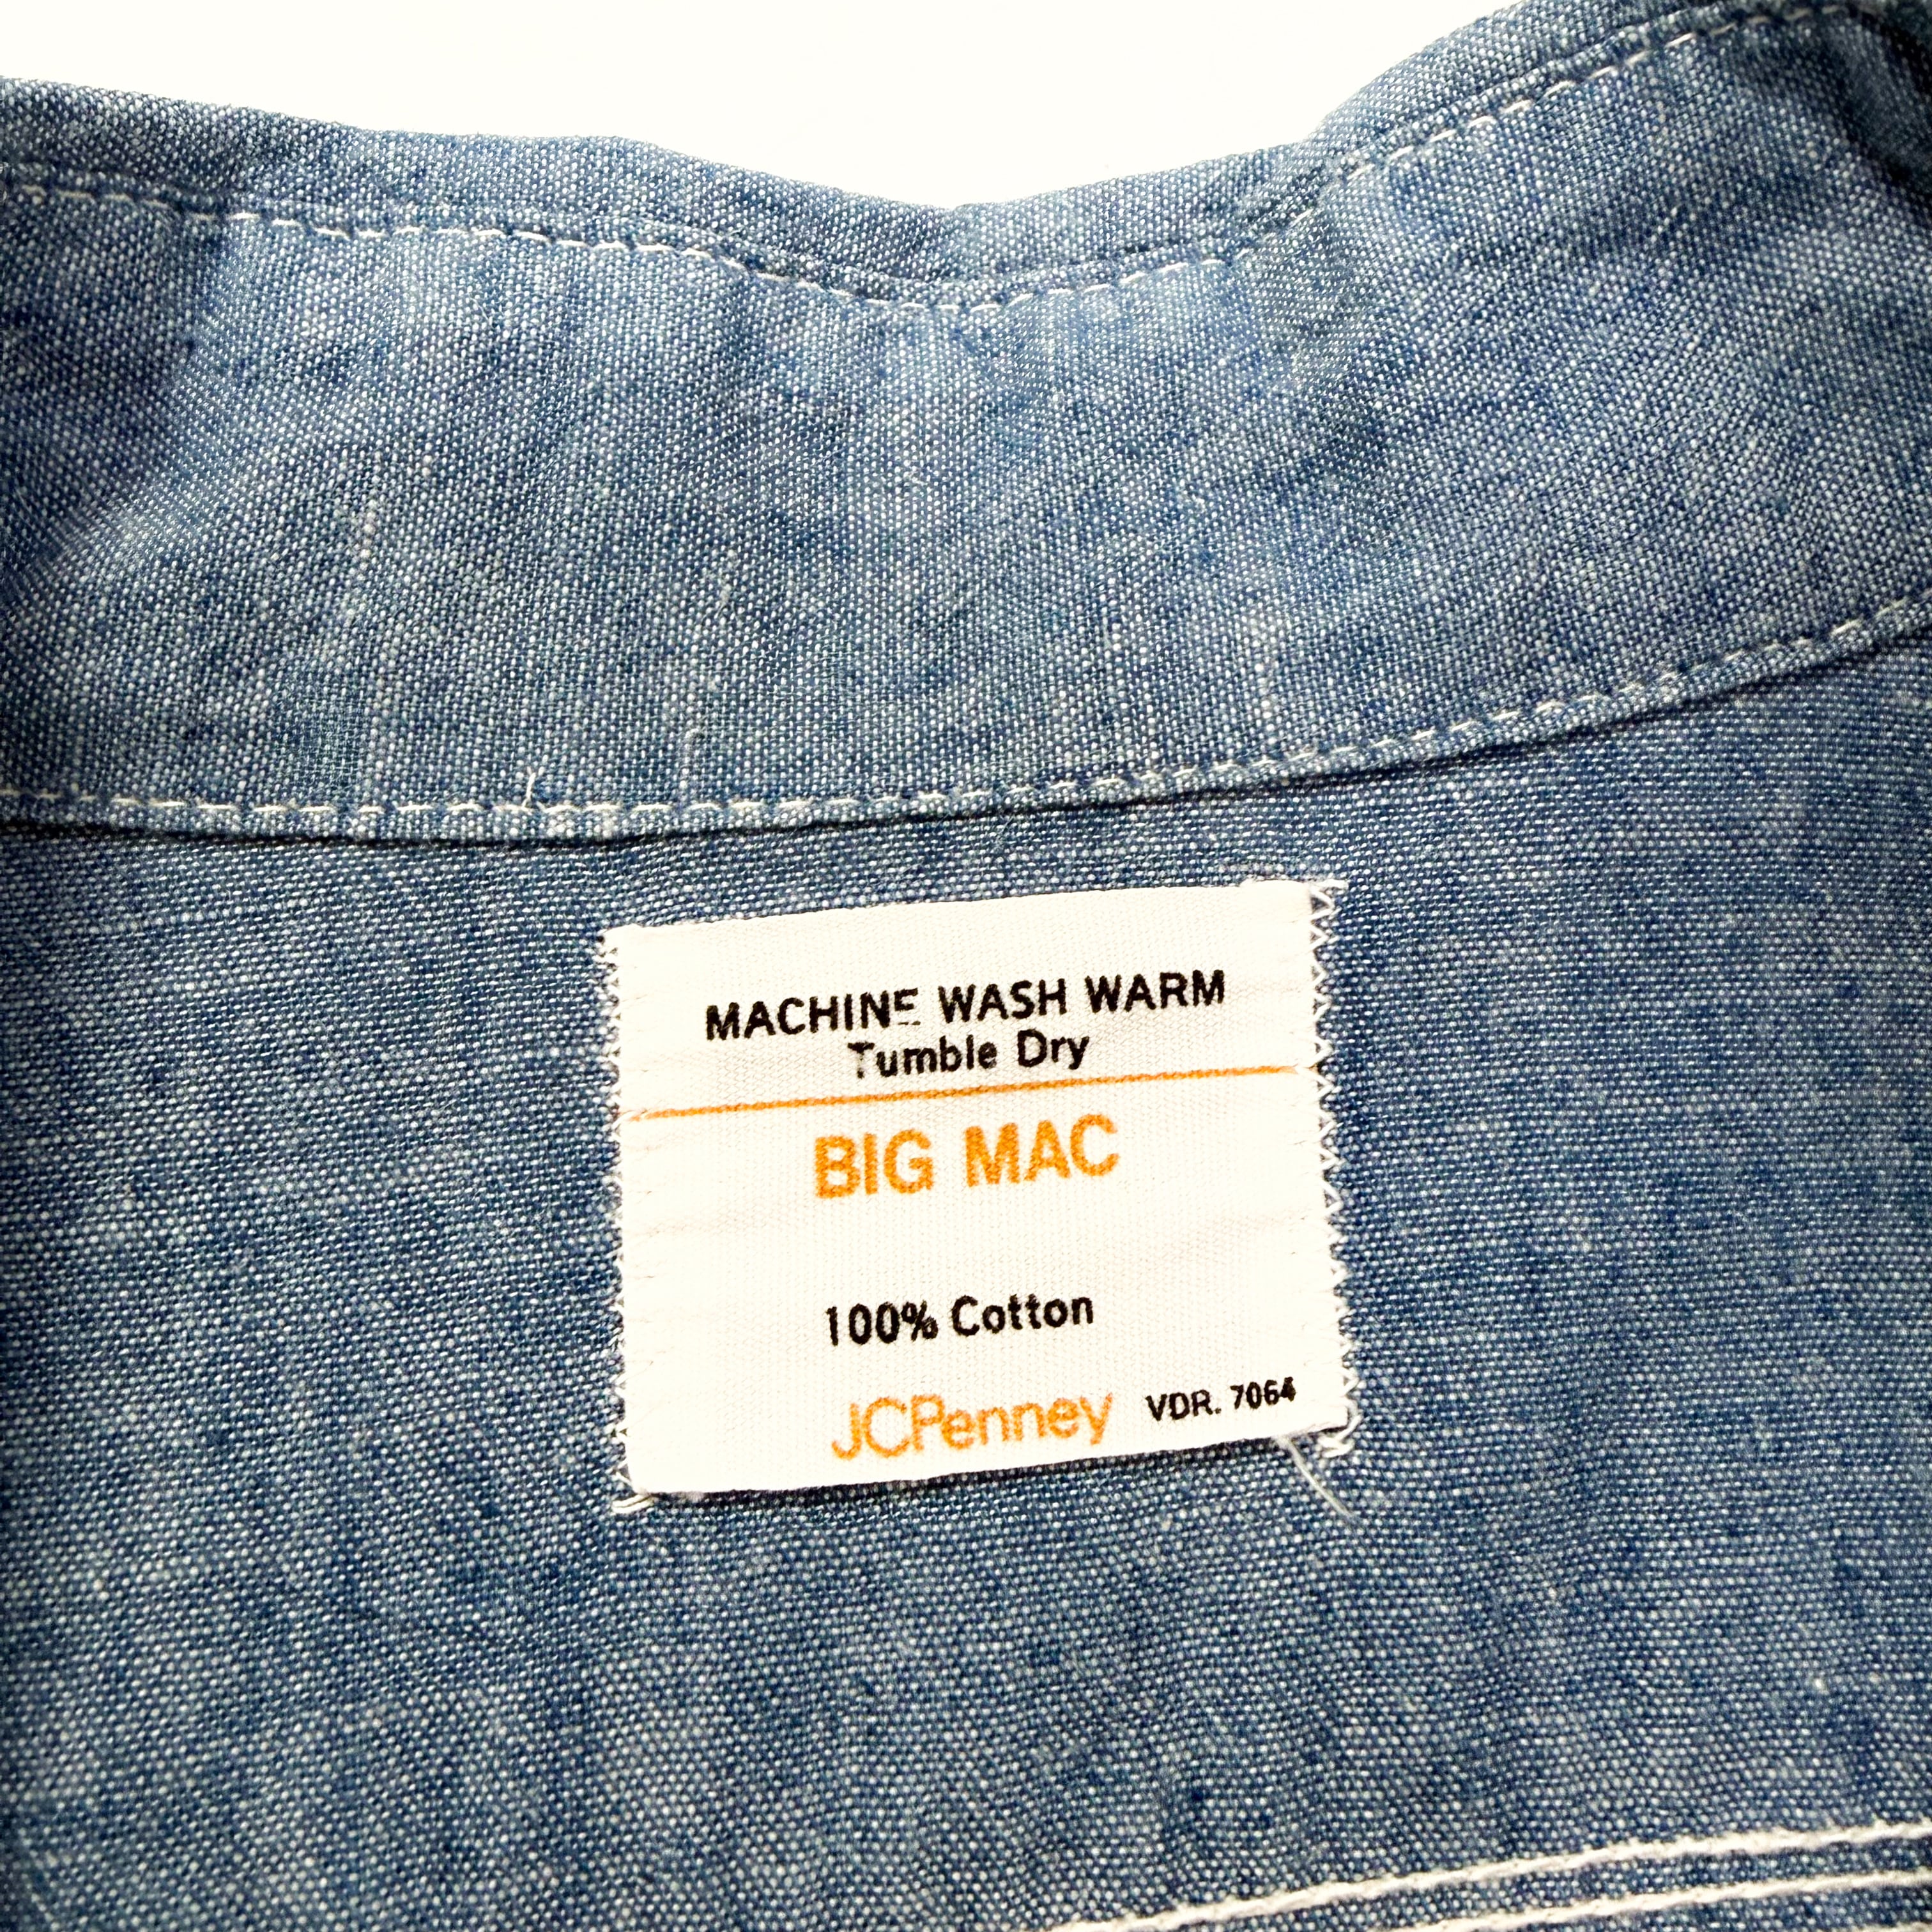 MACHINE WASH WARM
Tumble Dry
BIG MAC
100% Cotton
JCPenney VDR. 7064